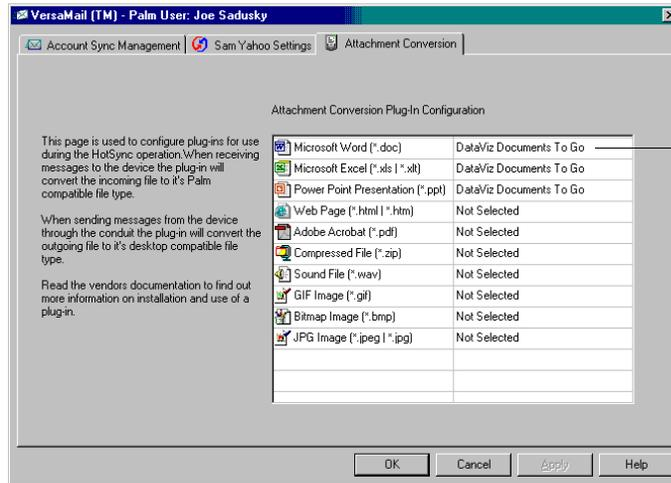 VersaMail (TM) - Palm User: Joe Sadusky
Account Sync Management
Sam Yahoo Settings
Attachment Conversion
Attachment Conversion Plug-In Configuration
This page is used to configure plug-ins for use
during the HotSync operation.When receiving
messages to the device the plug-in will
convert the incoming file to it's Palm
compatible file type.
When sending messages from the device
through the conduit the plug-in will convert the
outgoing file to it's desktop compatible file
type.
Read the vendors documentation to find out
more information on installation and use of a
plug-in.
Microsoft Word (*.doc) DataViz Documents To Go
Microsoft Excel (*.xls | *.xlt) DataViz Documents To Go
Power Point Presentation (*.ppt) DataViz Documents To Go
Web Page (*.html | *.htm) Not Selected
Adobe Acrobat (*.pdf) Not Selected
Compressed File (*.zip) Not Selected
Sound File (*.wav) Not Selected
GIF Image (*.gif) Not Selected
Bitmap Image (*.bmp) Not Selected
JPG Image (*.jpeg | *.jpg) Not Selected
OK Cancel Apply Help